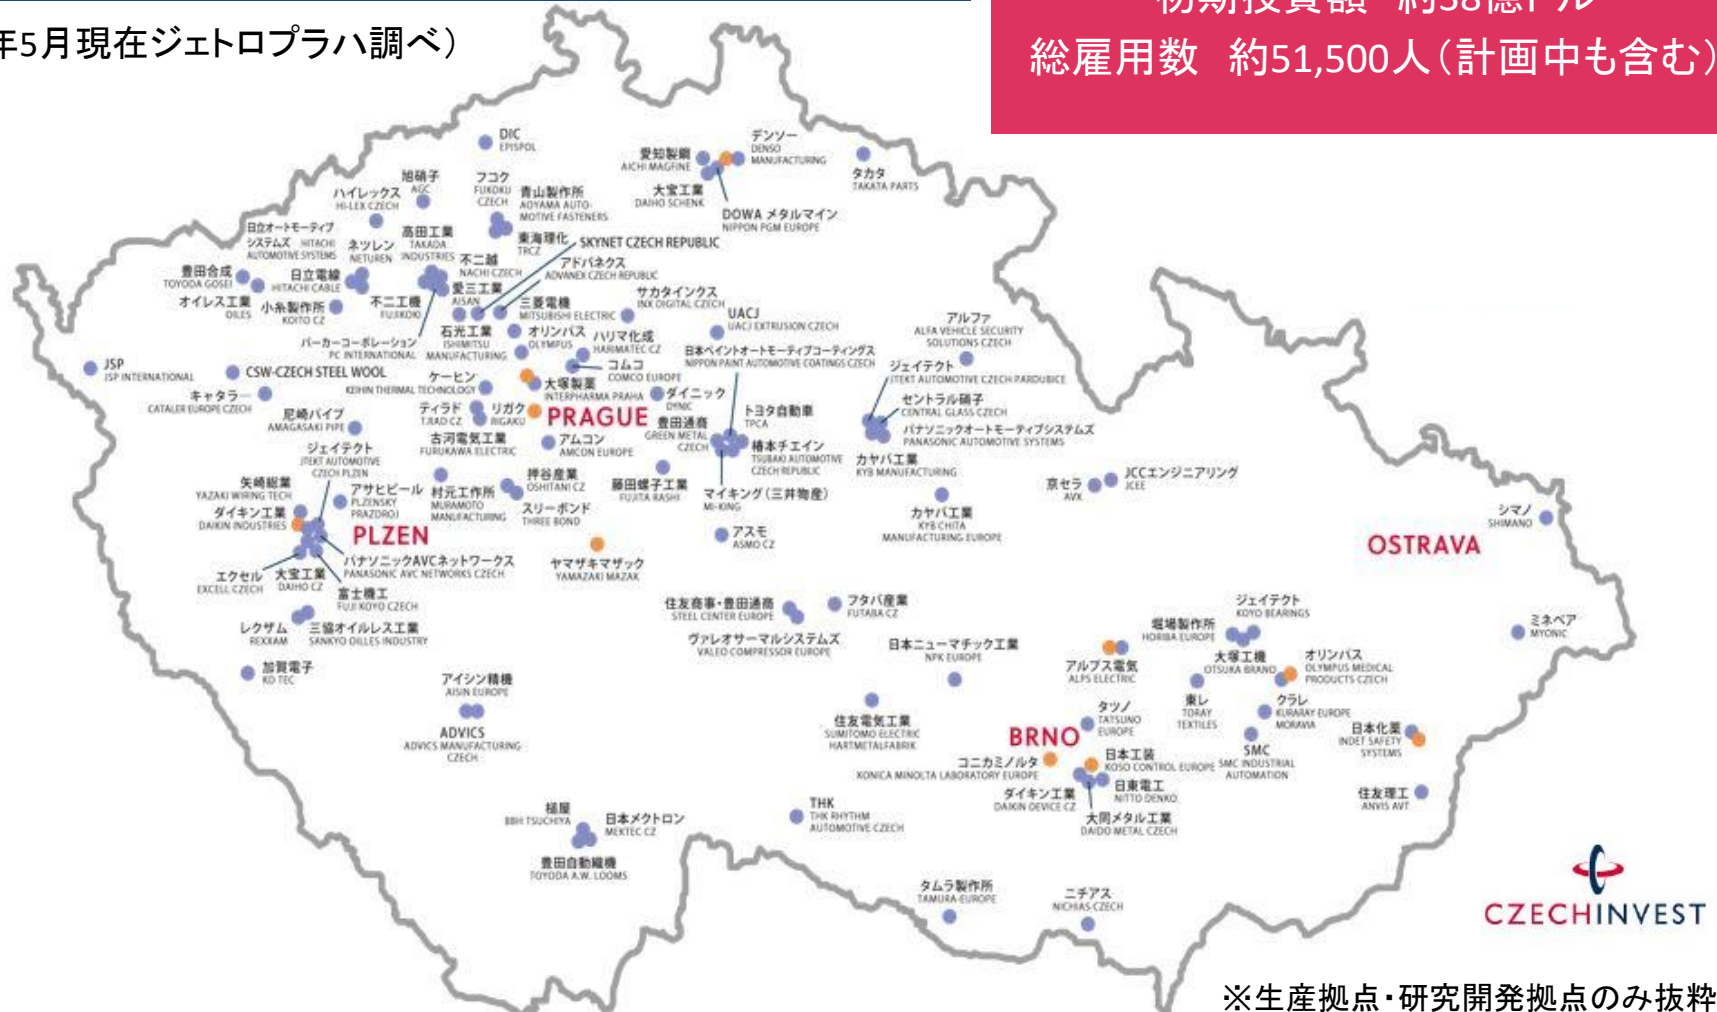 年5月現在ジェトロプラハ調べ）
初期投資額 約38億ドル
総雇用数 約51,500人（計画中も含む）
DIC
EPISPOL
愛知製鋼
AICHI MAGFINE
デンソー
DENSO
MANUFACTURING
タカタ
TAKATA PARTS
大宝工業
DAIHO SCHENK
DOWA メタルマイン
NIPPON PGM EUROPE
旭硝子
AGC
ハイレックス
HI-LEX CZECH
フコク
FUKOKU
CZECH
青山製作所
AOYAMA AUTO-
MOTIVE FASTENERS
東海理化
TRCZ
SKYNET CZECH REPUBLIC
日立オートモーティブ
システムズ HITACHI
AUTOMOTIVE SYSTEMS
ネツレン
NETUREN
高田工業
TAKADA
INDUSTRIES
不二越
NACHI CZECH
アドバネクス
ADVANEX CZECH REPUBLIC
豊田合成
TOYODA GOSEI
日立電線
HITACHI CABLE
オイレス工業
OILES
小糸製作所
KOITO CZ
不二工機
FUJIKOKI
愛三工業
AISAN
三菱電機
MITSUBISHI ELECTRIC
サカタインクス
INX DIGITAL CZECH
パーカーコーポレーション
PC INTERNATIONAL
石光工業
ISHIMITSU
MANUFACTURING
オリンパス
OLYMPUS
ハリマ化成
HARIMATEC CZ
UACJ
UACJ EXTRUSION CZECH
アルファ
ALFA VEHICLE SECURITY
SOLUTIONS CZECH
JSP
JSP INTERNATIONAL
CSW-CZECH STEEL WOOL
ケーヒン
KEIHIN THERMAL TECHNOLOGY
コムコ
COMCO EUROPE
日本ペイントオートモーティブコーティングス
NIPPON PAINT AUTOMOTIVE COATINGS CZECH
ジェイテクト
JTEKT AUTOMOTIVE CZECH PARDUBICE
キャタラー
CATALER EUROPE CZECH
大塚製薬
INTERPHARMA PRAHA
ダイニック
DYNIC
セントラル硝子
CENTRAL GLASS CZECH
尼崎パイプ
AMAGASAKI PIPE
ティラド
T.RAD CZ
リガク
RIGAKU
PRAGUE
豊田通商
GREEN METAL
CZECH
トヨタ自動車
TPCA
パナソニックオートモーティブシステムズ
PANASONIC AUTOMOTIVE SYSTEMS
古河電気工業
FURUKAWA ELECTRIC
アムコン
AMCON EUROPE
椿本チエイン
TSUBAKI AUTOMOTIVE
CZECH REPUBLIC
カヤバ工業
KYB MANUFACTURING
ジェイテクト
JTEKT AUTOMOTIVE
CZECH PLZEN
矢崎総業
YAZAKI WIRING TECH
アサヒビール
PLZENSKY
PRAZDROJ
村元工作所
MURAMOTO
MANUFACTURING
押谷産業
OSHITANI CZ
藤田螺子工業
FUJITA RASHI
マイキング（三井物産）
MI-KING
京セラ
AVX
JCCエンジニアリング
JCEE
ダイキン工業
DAIKIN INDUSTRIES
スリーボンド
THREE BOND
カヤバ工業
KYB CHITA
MANUFACTURING EUROPE
シマノ
SHIMANO
PLZEN
アスモ
ASMO CZ
OSTRAVA
パナソニックAVCネットワークス
PANASONIC AVC NETWORKS CZECH
ヤマザキマザック
YAMAZAKI MAZAK
エクセル
EXCELL CZECH
大宝工業
DAIHO CZ
富士機工
FUJI KOYO CZECH
レクザム
REXXAM
三協オイルレス工業
SANKYO OILLES INDUSTRY
住友商事・豊田通商
STEEL CENTER EUROPE
フタバ産業
FUTABA CZ
ジェイテクト
KOYO BEARINGS
ヴァレオサーマルシステムズ
VALEO COMPRESSOR EUROPE
日本ニューマチック工業
NPK EUROPE
堀場製作所
HORIBA EUROPE
ミネベア
MYONIC
加賀電子
KD TEC
アルプス電気
ALPS ELECTRIC
大塚工機
OTSUKA BRANO
オリンパス
OLYMPUS MEDICAL
PRODUCTS CZECH
アイシン精機
AISIN EUROPE
東レ
TORAY
TEXTILES
クラレ
KURARAY EUROPE
MORAVIA
ADVICS
ADVICS MANUFACTURING
CZECH
住友電気工業
SUMITOMO ELECTRIC
HARTMETALFABRIK
タツノ
TATSUNO
EUROPE
日本化薬
INDET SAFETY
SYSTEMS
BRNO
コニカミノルタ
KONICA MINOLTA LABORATORY EUROPE
日本工装
KOSO CONTROL EUROPE
SMC
SMC INDUSTRIAL
AUTOMATION
ダイキン工業
DAIKIN DEVICE CZ
日東電工
NITTO DENKO
住友理工
ANVIS AVT
槌屋
BBH TSUCHIYA
日本メクトロン
MEKTEC CZ
THK
THK RHYTHM
AUTOMOTIVE CZECH
大同メタル工業
DAIDO METAL CZECH
豊田自動織機
TOYODA A.W. LOOMS
タムラ製作所
TAMURA-EUROPE
ニチアス
NICHIAS CZECH
CZECHINVEST
※生産拠点・研究開発拠点のみ抜粋